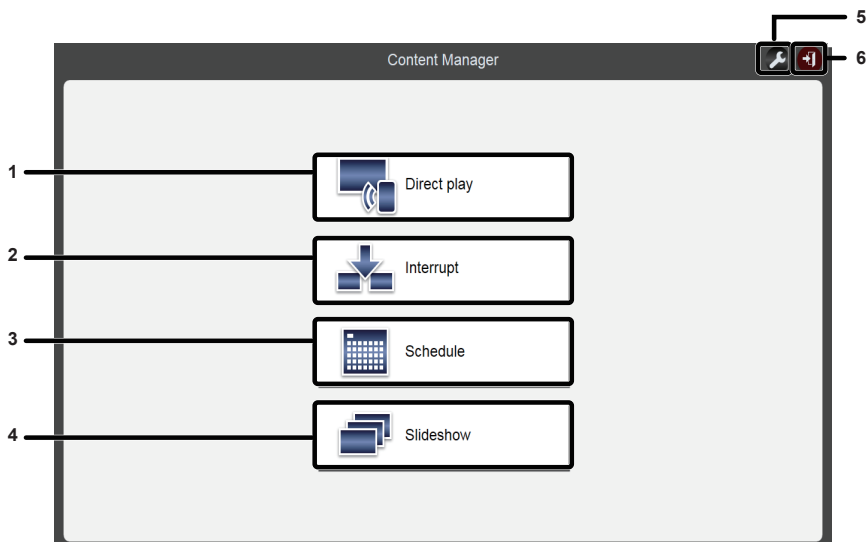 5
Content Manager
6
1
Direct play
2
Interrupt
3
Schedule
4
Slideshow